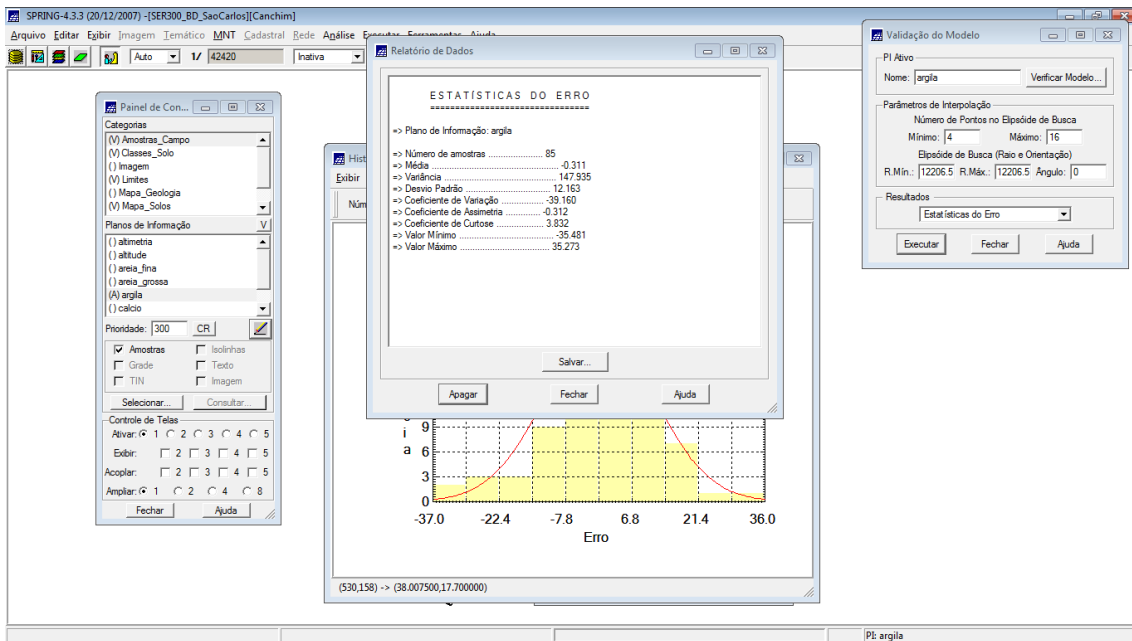 SPRING-4.3.3 (20/12/2007) -[SER300_BD_SaoCarlos][Canchim]
Arquivo Editar Exibir Imagem Temático MNT Cadastral Rede Análise Executar Ferramentas Ajuda
Auto 1/ 42420 Inativa
Painel de Con...
Categorias
(V) Amostras_Campo
(V) Classes_Solo
() Imagem
(V) Limites
() Mapa_Geologia
(V) Mapa_Solos
Planos de Informação V
() altimetria
() altitude
() areia_fina
() areia_grossa
(A) argila
() calcio
Prioridade: 300 CR
Amostras Isolinhas
Grade Texto
TIN Imagem
Selecionar... Consultar...
Controle de Telas
Ativar: 1 2 3 4 5
Exibir: 2 3 4 5
Acoplar: 2 3 4 5
Ampliar: 1 2 4 8
Fechar Ajuda
Hist
Exibir
Núm
Relatório de Dados
ESTATÍSTICAS DO ERRO
================================
=> Plano de Informação: argila
=> Número de amostras ...................... 85
=> Média .................................................... -0.311
=> Variância .................................................. 147.935
=> Desvio Padrão ................................... 12.163
=> Coeficiente de Variação ....................... -39.160
=> Coeficiente de Assimetria .............. -0.312
=> Coeficiente de Curtose ................ 3.832
=> Valor Mínimo ...................................... -35.481
=> Valor Máximo .................................... 35.273
Salvar...
Apagar Fechar Ajuda
i
a
9
6
3
0
-37.0 -22.4 -7.8 6.8 21.4 36.0
Erro
(530,158) -> (38.007500,17.700000)
Validação do Modelo
PI Ativo
Nome: argila Verificar Modelo...
Parâmetros de Interpolação
Número de Pontos no Elipsóide de Busca
Mínimo: 4 Máximo: 16
Elipsóide de Busca (Raio e Orientação)
R.Mín.: 12206.5 R.Máx.: 12206.5 Ângulo: 0
Resultados
Estatísticas do Erro
Executar Fechar Ajuda
PI: argila